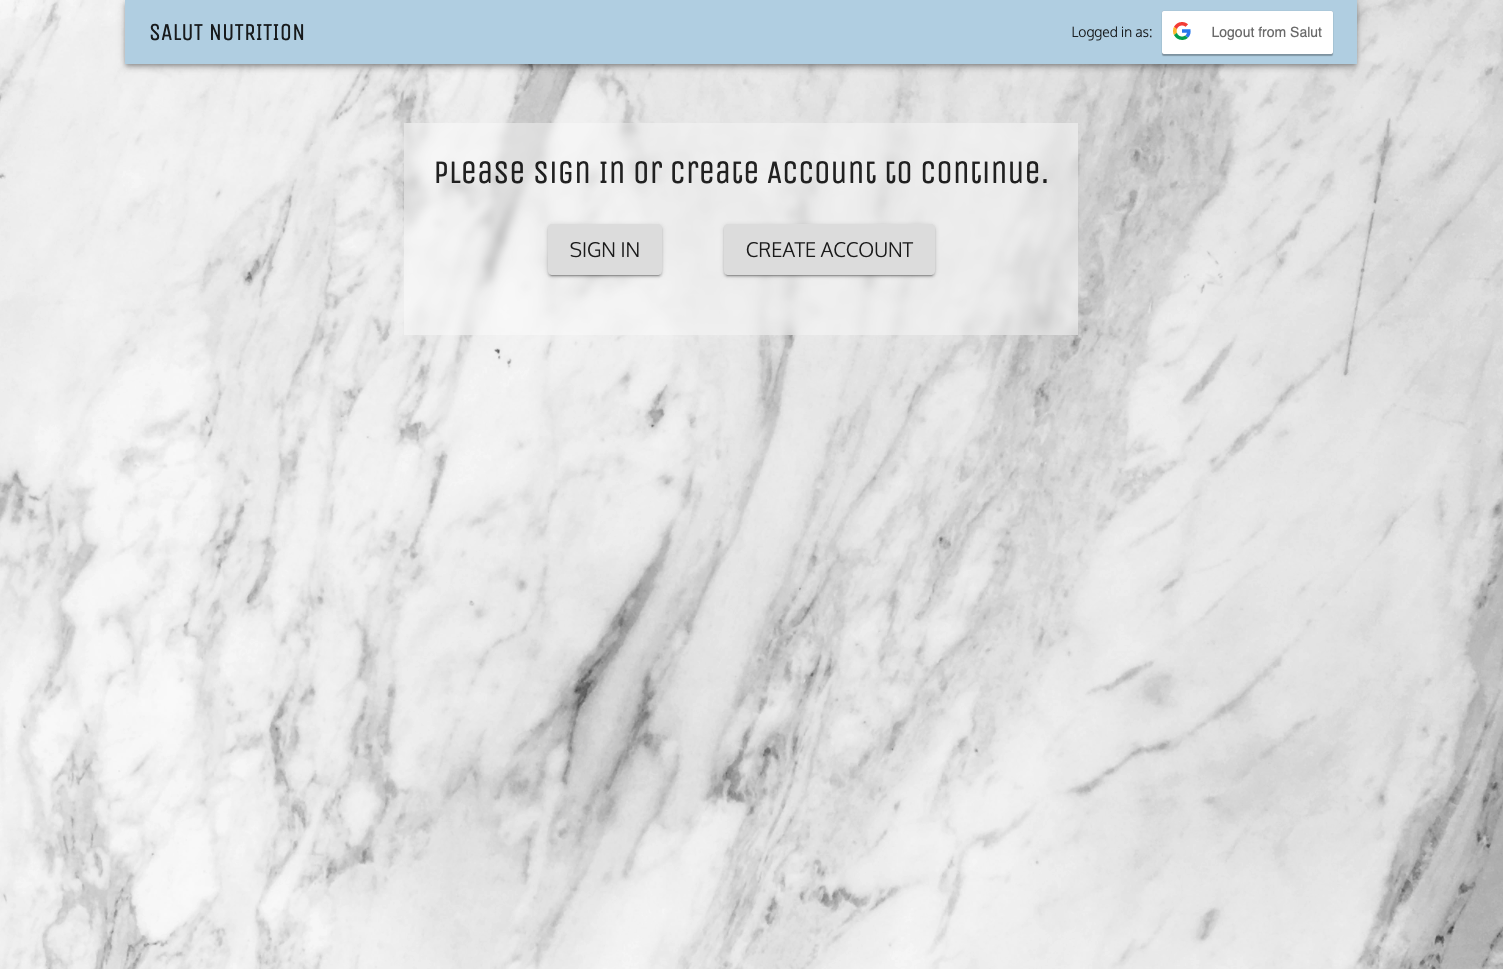 SALUT NUTRITION
Logged in as:
Logout from Salut
Please Sign In or Create Account to continue.
SIGN IN
CREATE ACCOUNT